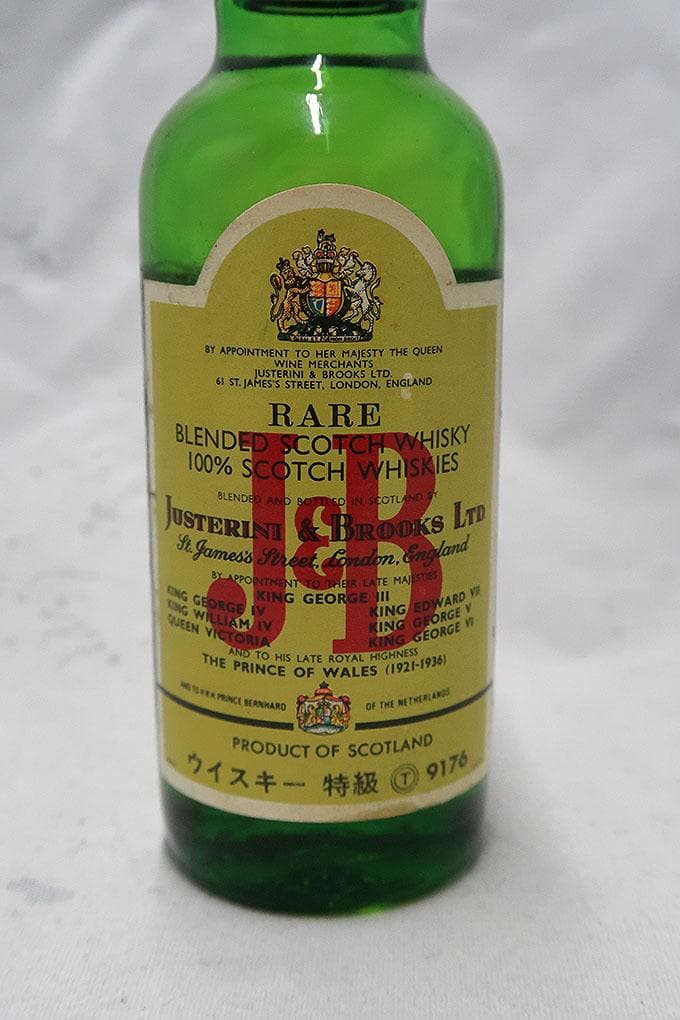 BY APPOINTMENT TO HER MAJESTY THE QUEEN
WINE MERCHANTS
JUSTERINI & BROOKS LTD.
61 ST. JAMES'S STREET, LONDON, ENGLAND
RARE
BLENDED SCOTCH WHISKY
100% SCOTCH WHISKIES
J&B
BLENDED AND BOTTLED IN SCOTLAND BY
JUSTERINI & BROOKS LTD
St. James's Street, London, England
BY APPOINTMENT TO THEIR LATE MAJESTIES
KING GEORGE III
KING GEORGE IV KING EDWARD VII
KING WILLIAM IV KING GEORGE V
QUEEN VICTORIA KING GEORGE VI
AND TO HIS LATE ROYAL HIGHNESS
THE PRINCE OF WALES (1921-1936)
AND TO H.R.H. PRINCE BERNHARD OF THE NETHERLANDS
PRODUCT OF SCOTLAND
ウイスキー 特級 Ⓣ 9176